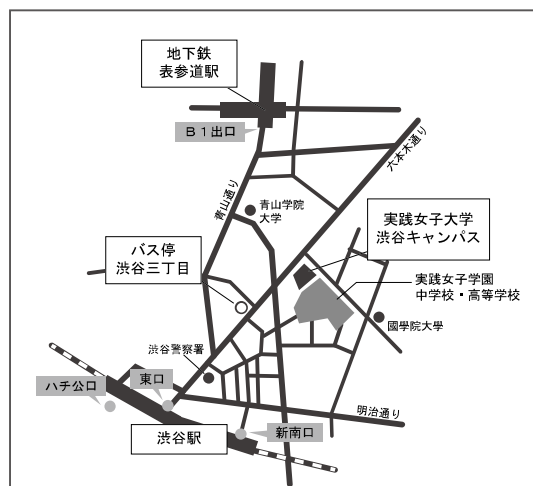 地下鉄
表参道駅
B1出口
六本木通り
青山通り
青山学院
大学
実践女子大学
渋谷キャンパス
バス停
渋谷三丁目
実践女子学園
中学校・高等学校
國學院大學
渋谷警察署
ハチ公口
東口
明治通り
渋谷駅
新南口